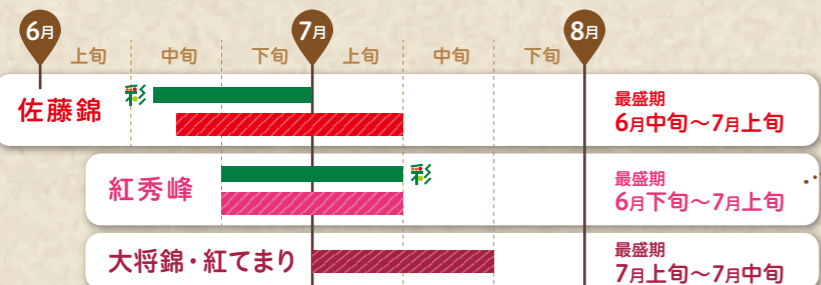 6月 7月 8月
上旬 中旬 下旬 上旬 中旬 下旬
佐藤錦
彩
最盛期
6月中旬〜7月上旬
紅秀峰
彩
最盛期
6月下旬〜7月上旬
大将錦・紅てまり
最盛期
7月上旬〜7月中旬